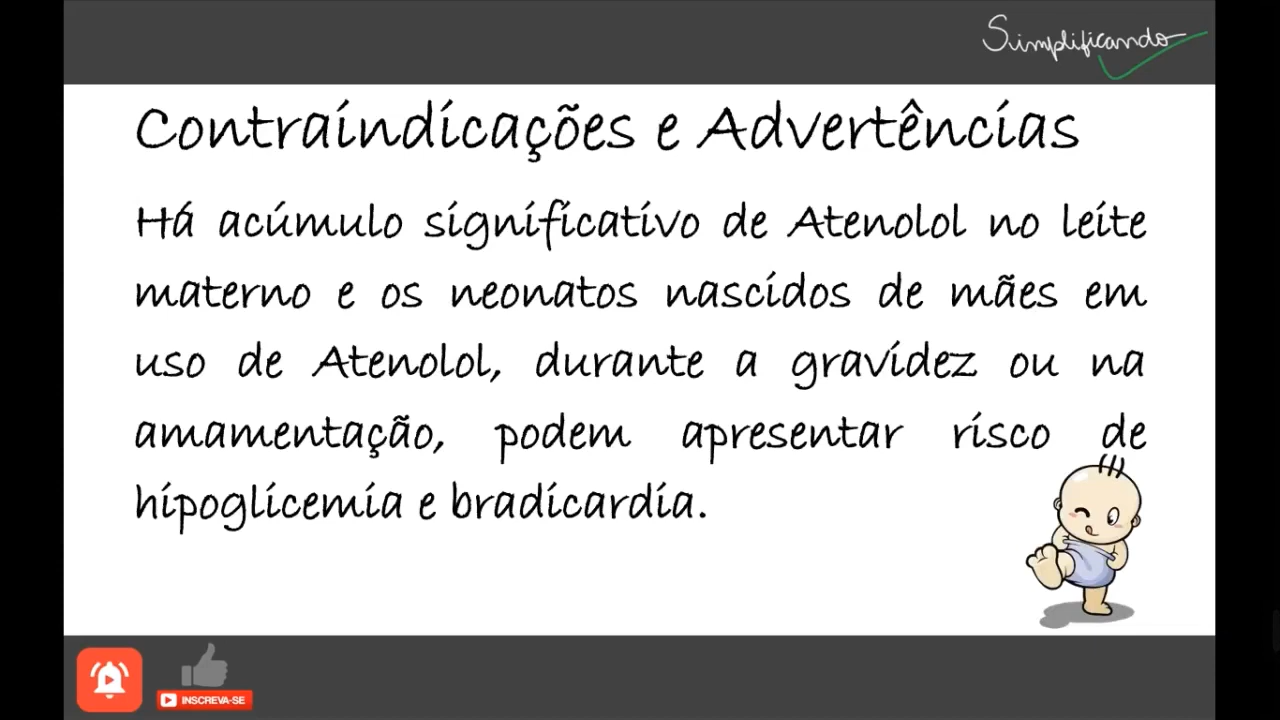 Simplificando
Contraindicações e Advertências
Há acúmulo significativo de Atenolol no leite
materno e os neonatos nascidos de mães em
uso de Atenolol, durante a gravidez ou na
amamentação, podem apresentar risco de
hipoglicemia e bradicardia.
INSCREVA-SE